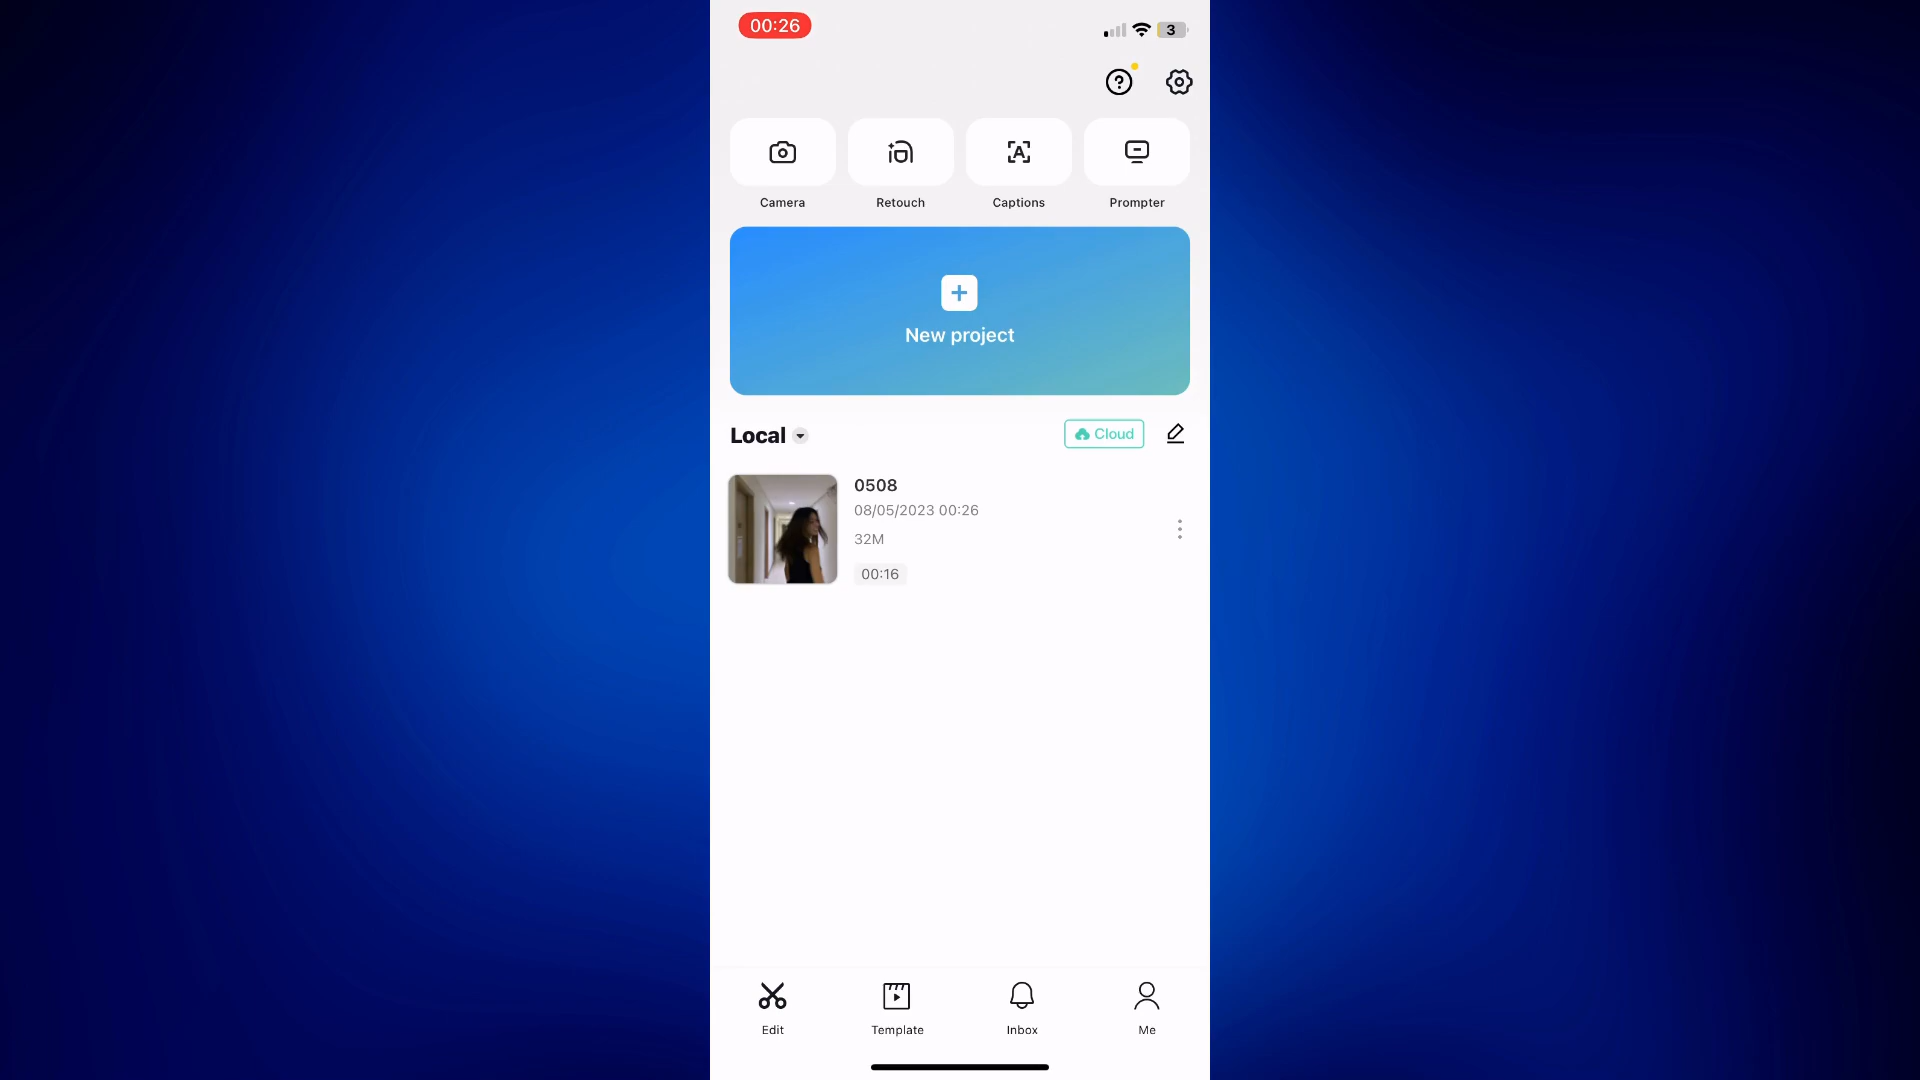 00:26
3
Camera
Retouch
Captions
Prompter
New project
Local
Cloud
0508
08/05/2023 00:26
32M
00:16
Edit
Template
Inbox
Me